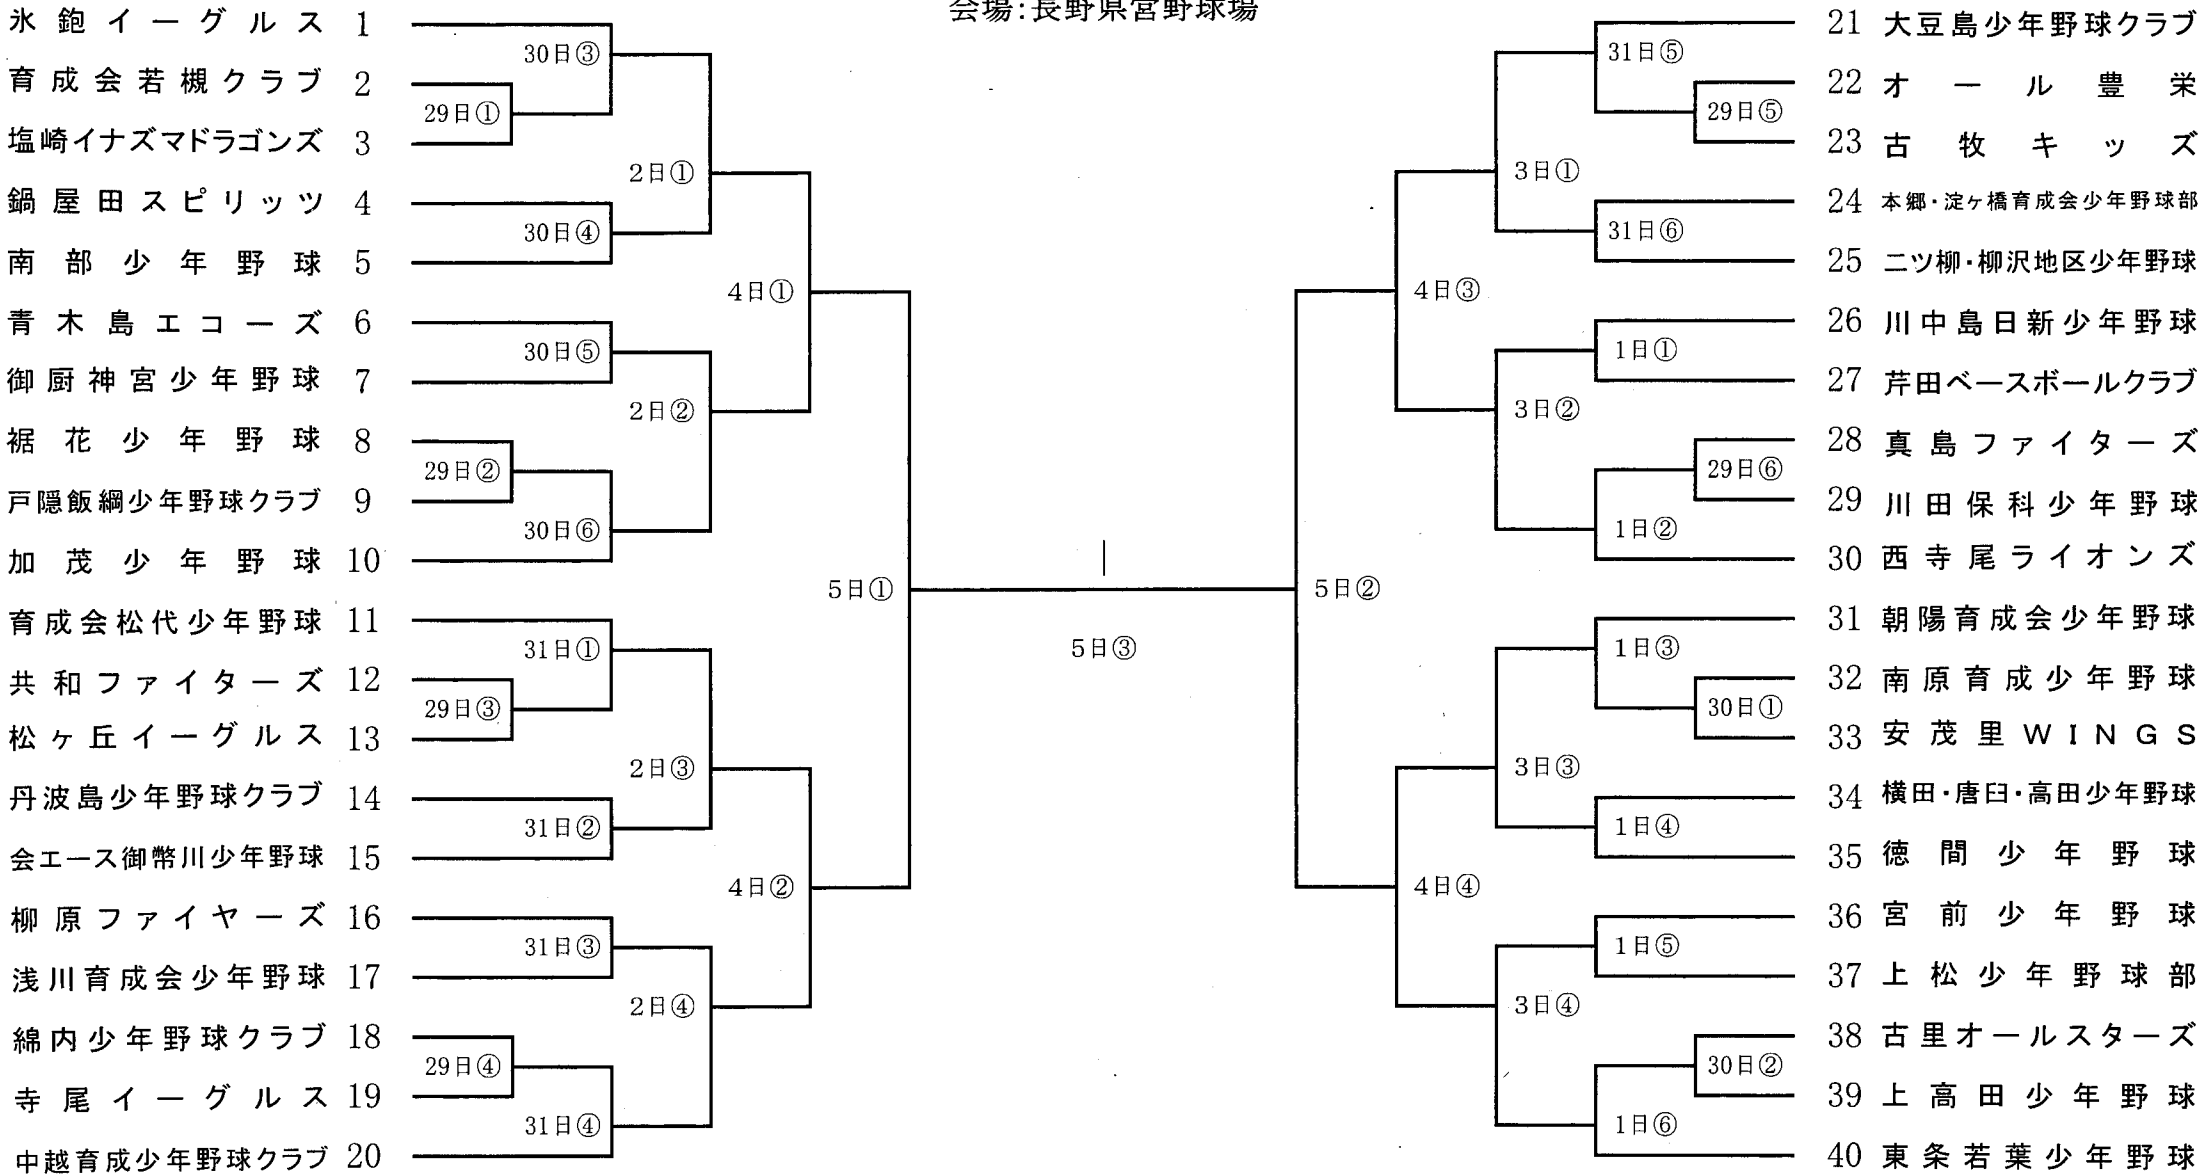 会場:長野県営野球場
氷鉋イーグルス 1
30日③
育成会若槻クラブ 2
29日①
塩崎イナズマドラゴンズ 3
2日①
鍋屋田スピリッツ 4
30日④
南部少年野球 5
4日①
青木島エコーズ 6
30日⑤
御厨神宮少年野球 7
2日②
裾花少年野球 8
29日②
戸隠飯綱少年野球クラブ 9
30日⑥
加茂少年野球 10
5日①
育成会松代少年野球 11
31日①
共和ファイターズ 12
29日③
松ヶ丘イーグルス 13
2日③
丹波島少年野球クラブ 14
31日②
会エース御幣川少年野球 15
4日②
柳原ファイヤーズ 16
31日③
浅川育成会少年野球 17
2日④
綿内少年野球クラブ 18
29日④
寺尾イーグルス 19
31日④
中越育成少年野球クラブ 20
5日③
21 大豆島少年野球クラブ
31日⑤
22 オール豊栄
29日⑤
23 古牧キッズ
3日①
24 本郷・淀ヶ橋育成会少年野球部
31日⑥
25 二ツ柳・柳沢地区少年野球
4日③
26 川中島日新少年野球
1日①
27 芹田ベースボールクラブ
3日②
28 真島ファイターズ
29日⑥
29 川田保科少年野球
1日②
30 西寺尾ライオンズ
5日②
31 朝陽育成会少年野球
1日③
32 南原育成少年野球
30日①
33 安茂里WINGS
3日③
34 横田・唐臼・高田少年野球
1日④
35 徳間少年野球
4日④
36 宮前少年野球
1日⑤
37 上松少年野球部
3日④
38 古里オールスターズ
30日②
39 上高田少年野球
1日⑥
40 東条若葉少年野球